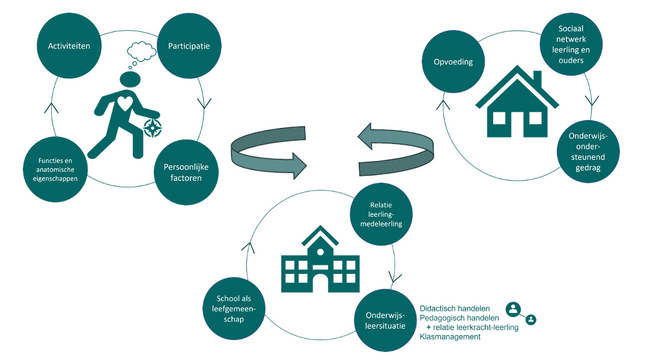 Activiteiten
Participatie
Functies en
anatomische
eigenschappen
Persoonlijke
factoren
Opvoeding
Sociaal
netwerk
leerling en
ouders
Onderwijs-
onder-
steunend
gedrag
Relatie
leerling-
medeleerling
School als
leefgemeen-
schap
Onderwijs-
leersituatie
Didactisch handelen
Pedagogisch handelen
+ relatie leerkracht-leerling
Klasmanagement